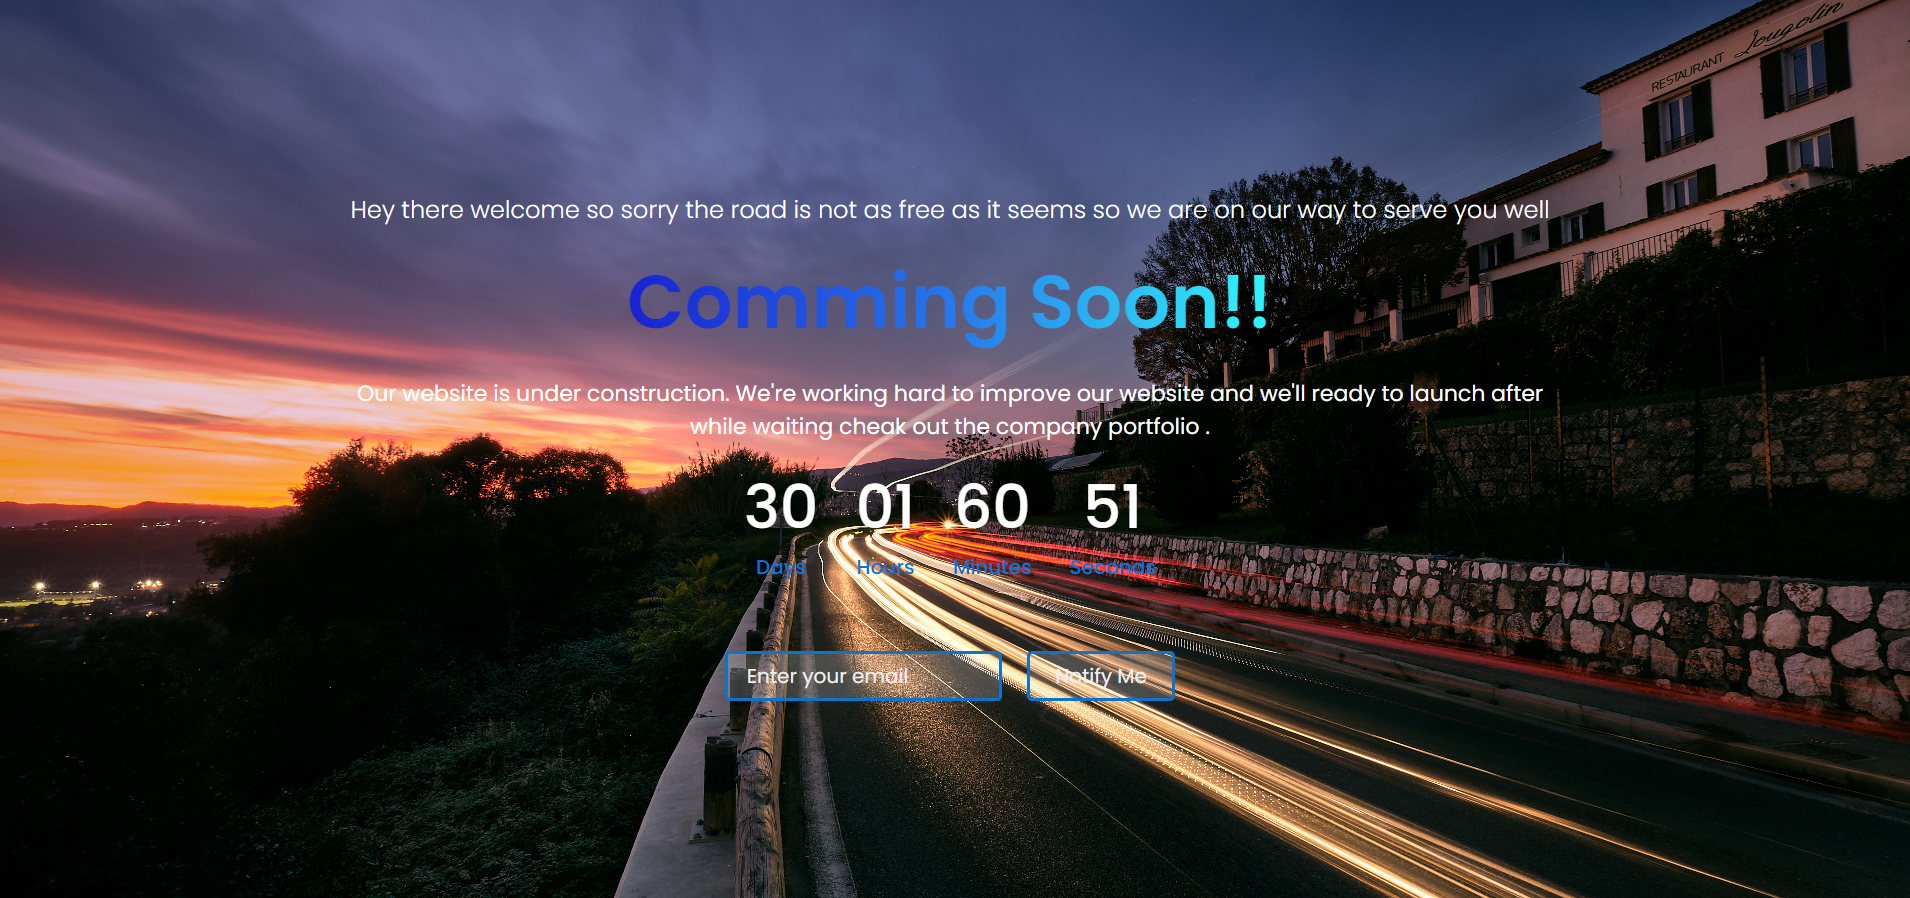 RESTAURANT Lougolin
Hey there welcome so sorry the road is not as free as it seems so we are on our way to serve you well
Comming Soon!!
Our website is under construction. We're working hard to improve our website and we'll ready to launch after
while waiting cheak out the company portfolio .
30 01 60 51
Days Hours Minutes Seconds
Enter your email Notify Me